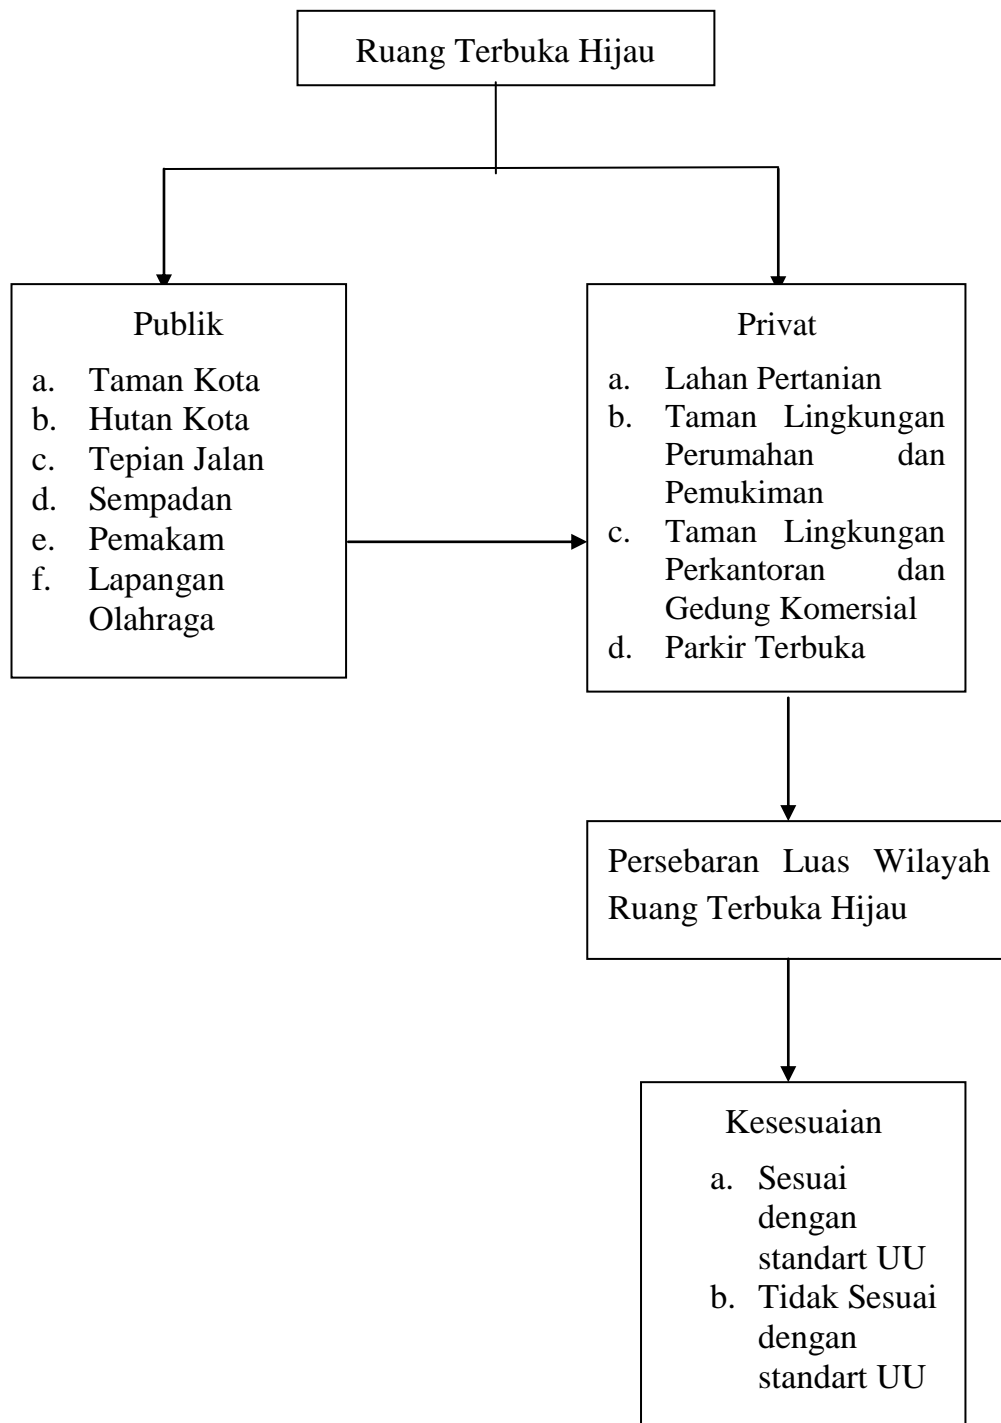 Ruang Terbuka Hijau
Publik
a. Taman Kota
b. Hutan Kota
c. Tepian Jalan
d. Sempadan
e. Pemakam
f. Lapangan
Olahraga
Privat
a. Lahan Pertanian
b. Taman Lingkungan
Perumahan dan
Pemukiman
c. Taman Lingkungan
Perkantoran dan
Gedung Komersial
d. Parkir Terbuka
Persebaran Luas Wilayah
Ruang Terbuka Hijau
Kesesuaian
a. Sesuai
dengan
standart UU
b. Tidak Sesuai
dengan
standart UU